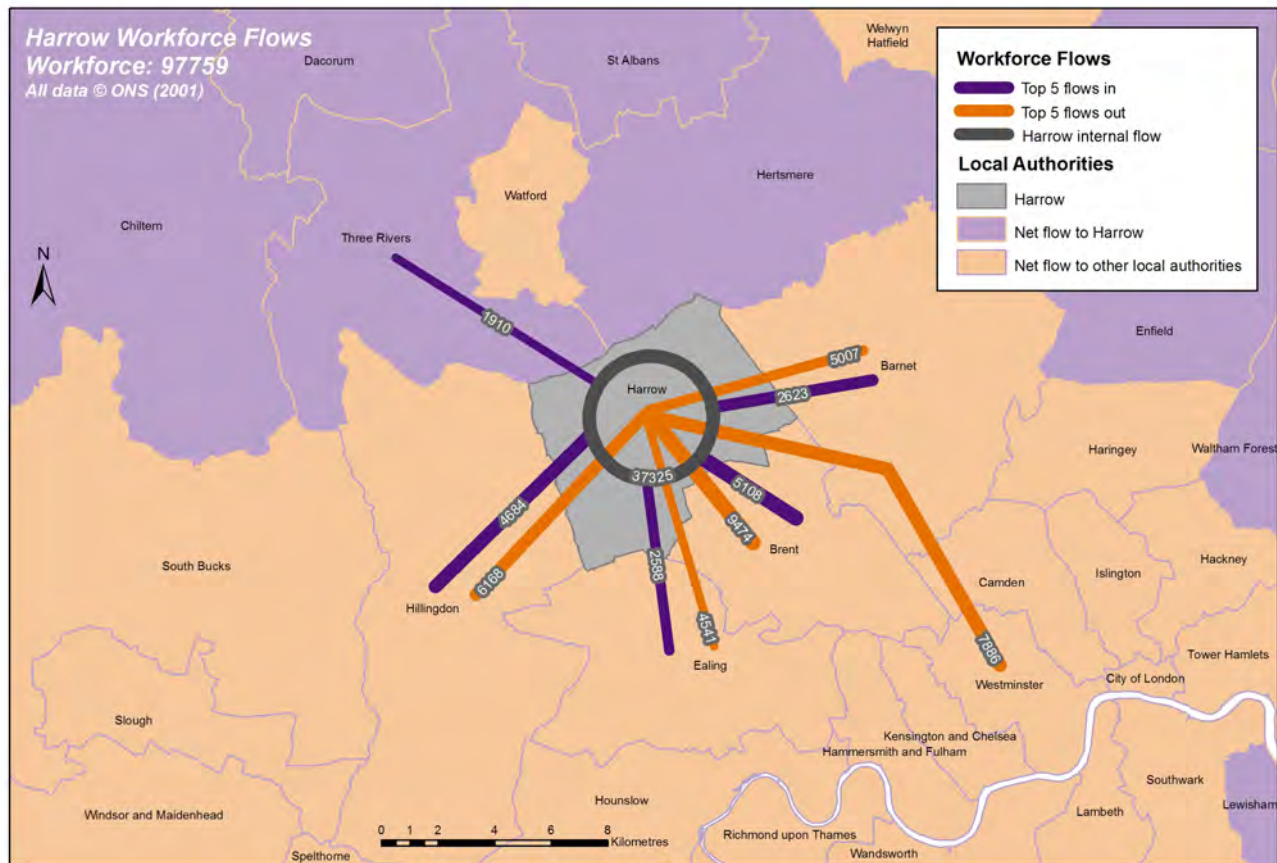 Harrow Workforce Flows
Workforce: 97759
All data © ONS (2001)
Workforce Flows
Top 5 flows in
Top 5 flows out
Harrow internal flow
Local Authorities
Harrow
Net flow to Harrow
Net flow to other local authorities
Welwyn
Hatfield
Dacorum
St Albans
Hertsmere
Watford
Chiltern
Three Rivers
N
Enfield
1910
5007
Barnet
Harrow
2623
Haringey
Waltham Forest
37325
5108
4684
9474
Brent
2588
Hackney
South Bucks
Islington
Camden
6168
Hillingdon
4541
7886
Ealing
Tower Hamlets
Westminster
City of London
Slough
Kensington and Chelsea
Hammersmith and Fulham
Southwark
Hounslow
Lewisham
Windsor and Maidenhead
Lambeth
0 1 2 4 6 8
Kilometres
Richmond upon Thames
Wandsworth
Spelthorne